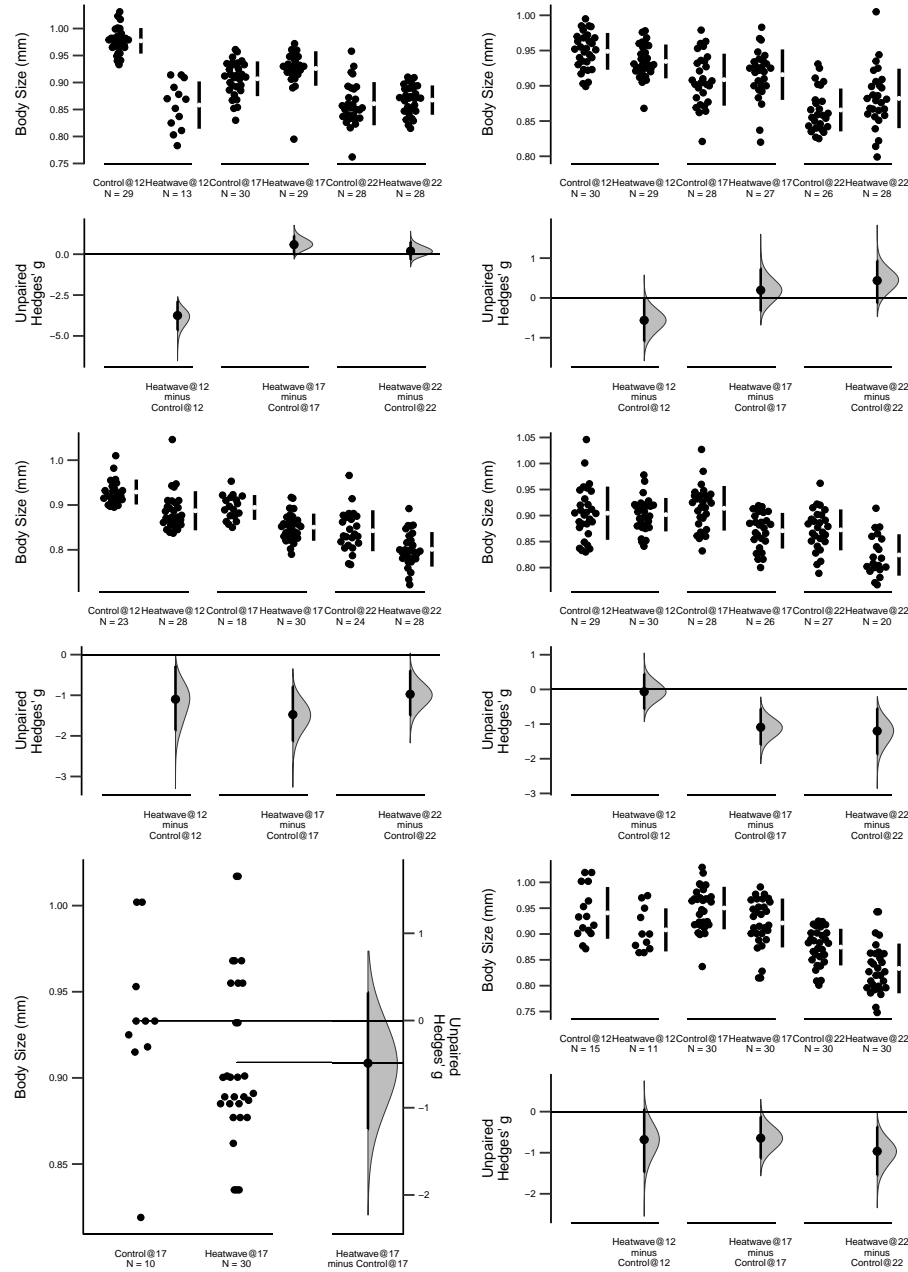 Body Size (mm)
1.00
0.95
0.90
0.85
0.80
0.75
Control@12 Heatwave@12 Control@17 Heatwave@17 Control@22 Heatwave@22
N = 29 N = 13 N = 30 N = 29 N = 28 N = 28
Unpaired
Hedges' g
0.0
−2.5
−5.0
Heatwave@12 Heatwave@17 Heatwave@22
minus minus minus
Control@12 Control@17 Control@22
Body Size (mm)
1.00
0.95
0.90
0.85
0.80
Control@12 Heatwave@12 Control@17 Heatwave@17 Control@22 Heatwave@22
N = 30 N = 29 N = 28 N = 27 N = 26 N = 28
Unpaired
Hedges' g
1
0
−1
Heatwave@12 Heatwave@17 Heatwave@22
minus minus minus
Control@12 Control@17 Control@22
Body Size (mm)
1.0
0.9
0.8
Control@12 Heatwave@12 Control@17 Heatwave@17 Control@22 Heatwave@22
N = 23 N = 28 N = 18 N = 30 N = 24 N = 28
Unpaired
Hedges' g
0
−1
−2
−3
Heatwave@12 Heatwave@17 Heatwave@22
minus minus minus
Control@12 Control@17 Control@22
Body Size (mm)
1.05
1.00
0.95
0.90
0.85
0.80
Control@12 Heatwave@12 Control@17 Heatwave@17 Control@22 Heatwave@22
N = 29 N = 30 N = 28 N = 26 N = 27 N = 20
Unpaired
Hedges' g
1
0
−1
−2
−3
Heatwave@12 Heatwave@17 Heatwave@22
minus minus minus
Control@12 Control@17 Control@22
Body Size (mm)
1.00
0.95
0.90
0.85
1
0
−1
−2
Unpaired
Hedges' g
Control@17 Heatwave@17 Heatwave@17
N = 10 N = 30 minus Control@17
Body Size (mm)
1.00
0.95
0.90
0.85
0.80
0.75
Control@12 Heatwave@12 Control@17 Heatwave@17 Control@22 Heatwave@22
N = 15 N = 11 N = 30 N = 30 N = 30 N = 30
Unpaired
Hedges' g
0
−1
−2
Heatwave@12 Heatwave@17 Heatwave@22
minus minus minus
Control@12 Control@17 Control@22